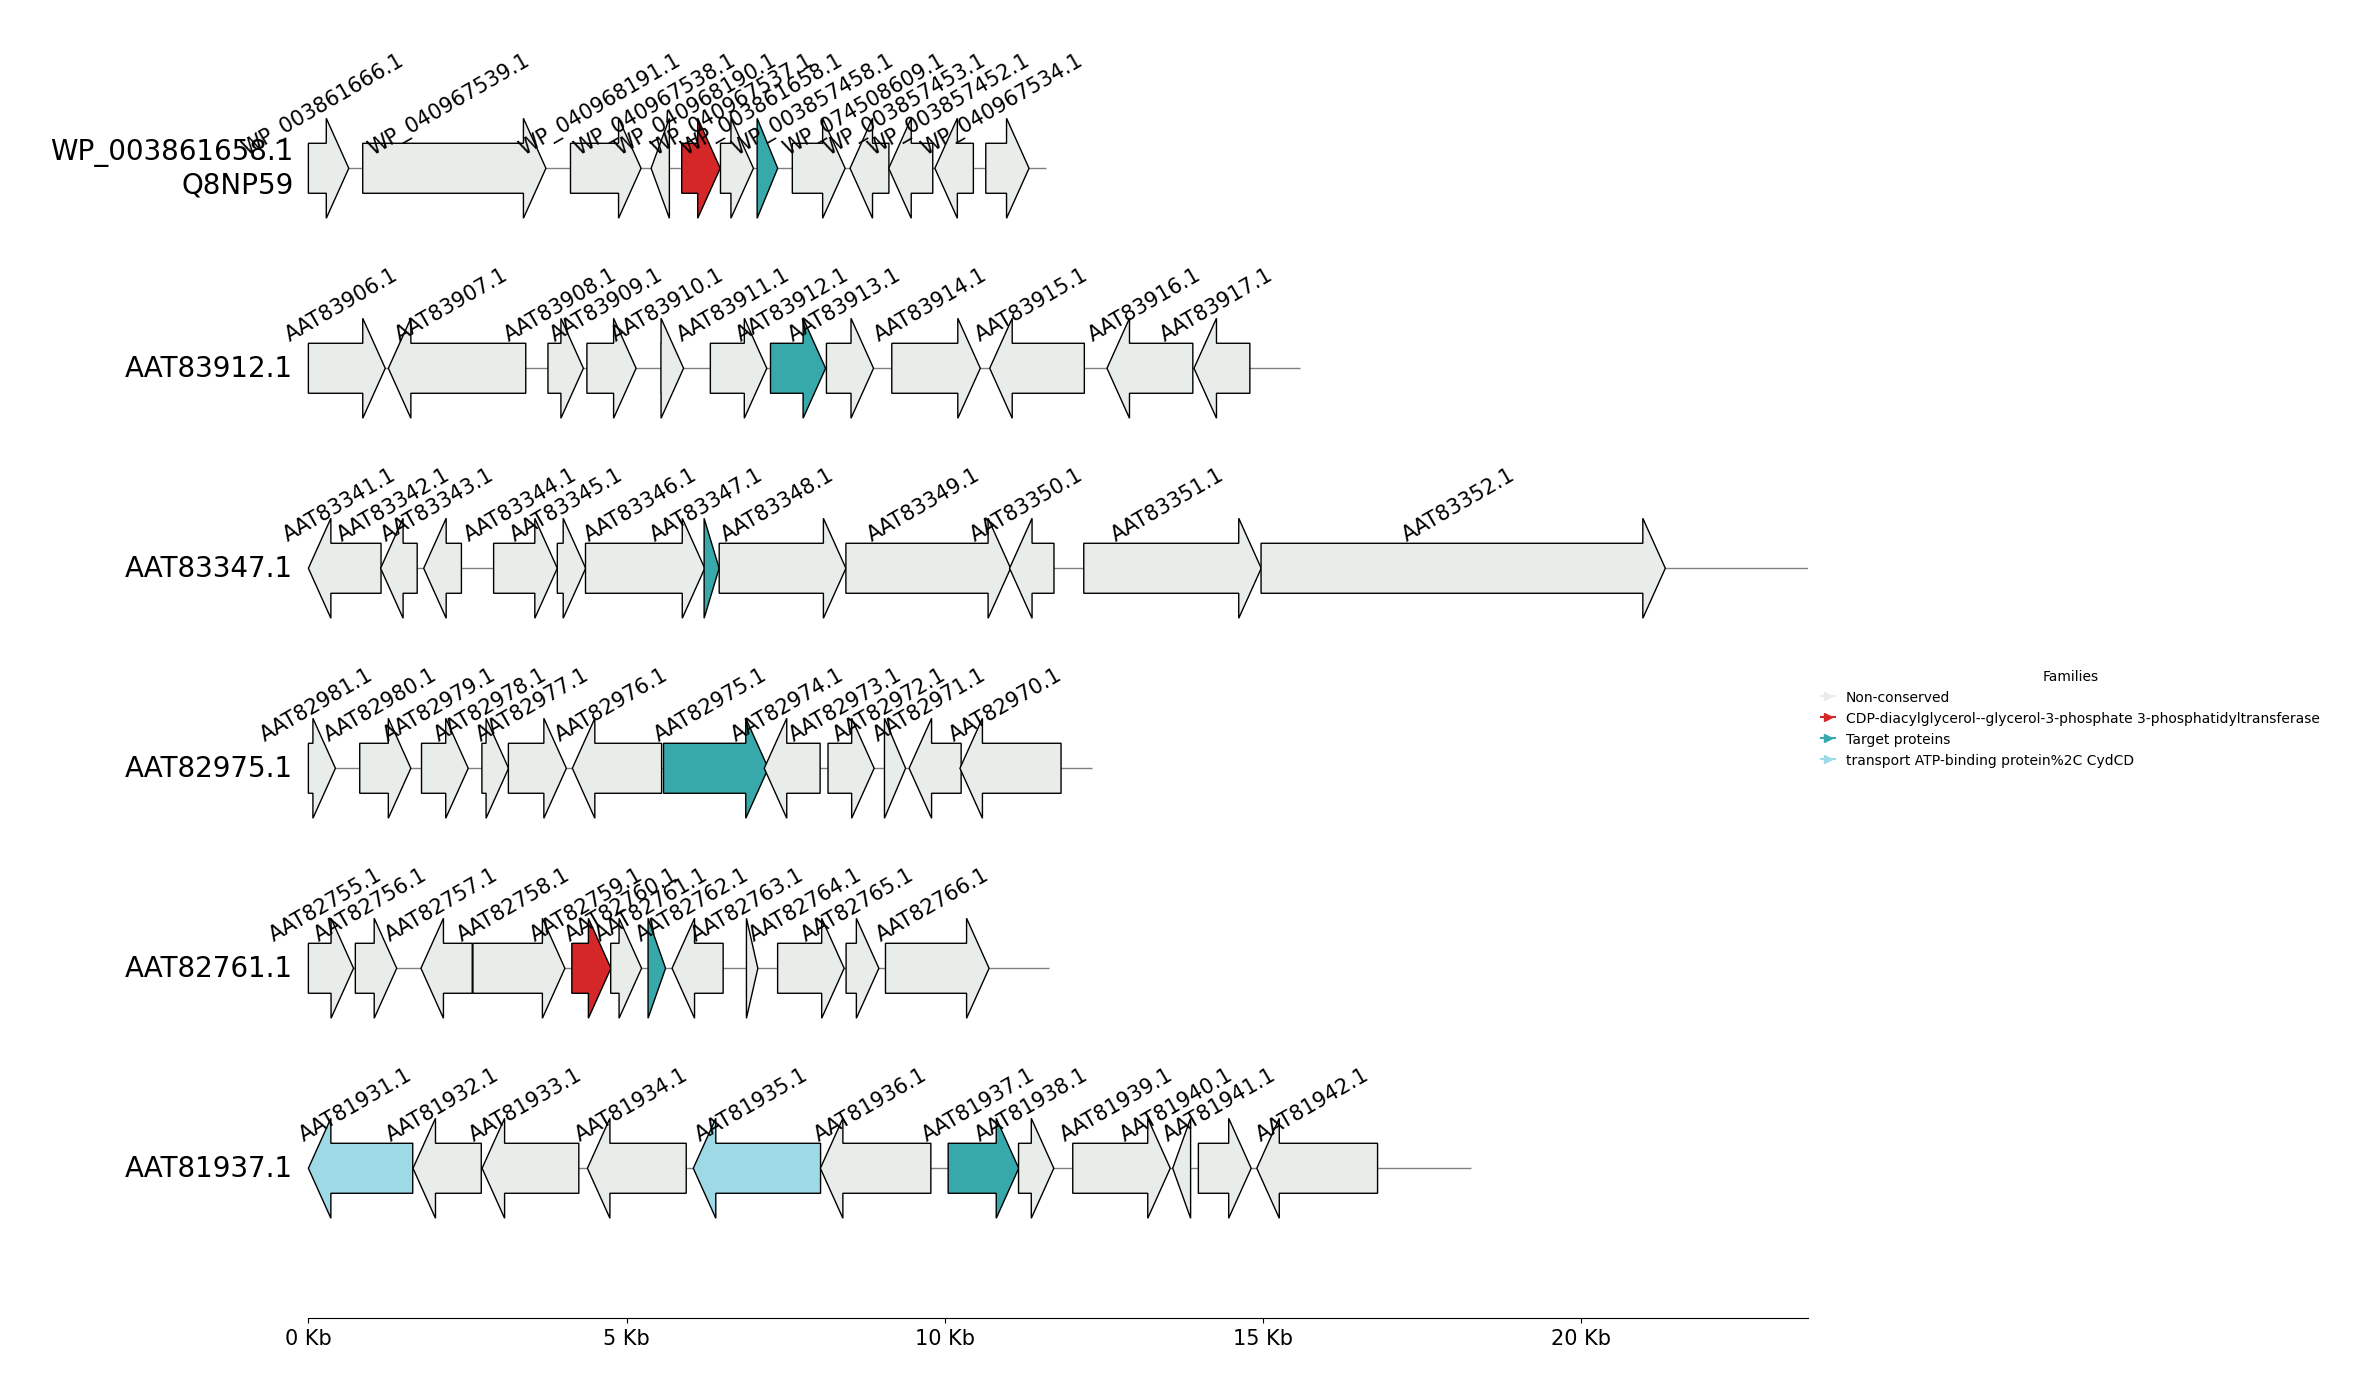 WP_003861666.1
WP_040967539.1
WP_040968191.1
WP_040967538.1
WP_040968190.1
WP_040967537.1
WP_003861658.1
WP_003857458.1
WP_074508609.1
WP_003857453.1
WP_003857452.1
WP_040967534.1
WP_003861658.1
Q8NP59
AAT83906.1
AAT83907.1
AAT83908.1
AAT83909.1
AAT83910.1
AAT83911.1
AAT83912.1
AAT83913.1
AAT83914.1
AAT83915.1
AAT83916.1
AAT83917.1
AAT83912.1
AAT83341.1
AAT83342.1
AAT83343.1
AAT83344.1
AAT83345.1
AAT83346.1
AAT83347.1
AAT83348.1
AAT83349.1
AAT83350.1
AAT83351.1
AAT83352.1
AAT83347.1
AAT82981.1
AAT82980.1
AAT82979.1
AAT82978.1
AAT82977.1
AAT82976.1
AAT82975.1
AAT82974.1
AAT82973.1
AAT82972.1
AAT82971.1
AAT82970.1
AAT82975.1
Families
Non-conserved
CDP-diacylglycerol--glycerol-3-phosphate 3-phosphatidyltransferase
Target proteins
transport ATP-binding protein%2C CydCD
AAT82755.1
AAT82756.1
AAT82757.1
AAT82758.1
AAT82759.1
AAT82760.1
AAT82761.1
AAT82762.1
AAT82763.1
AAT82764.1
AAT82765.1
AAT82766.1
AAT82761.1
AAT81931.1
AAT81932.1
AAT81933.1
AAT81934.1
AAT81935.1
AAT81936.1
AAT81937.1
AAT81938.1
AAT81939.1
AAT81940.1
AAT81941.1
AAT81942.1
AAT81937.1
0 Kb
5 Kb
10 Kb
15 Kb
20 Kb